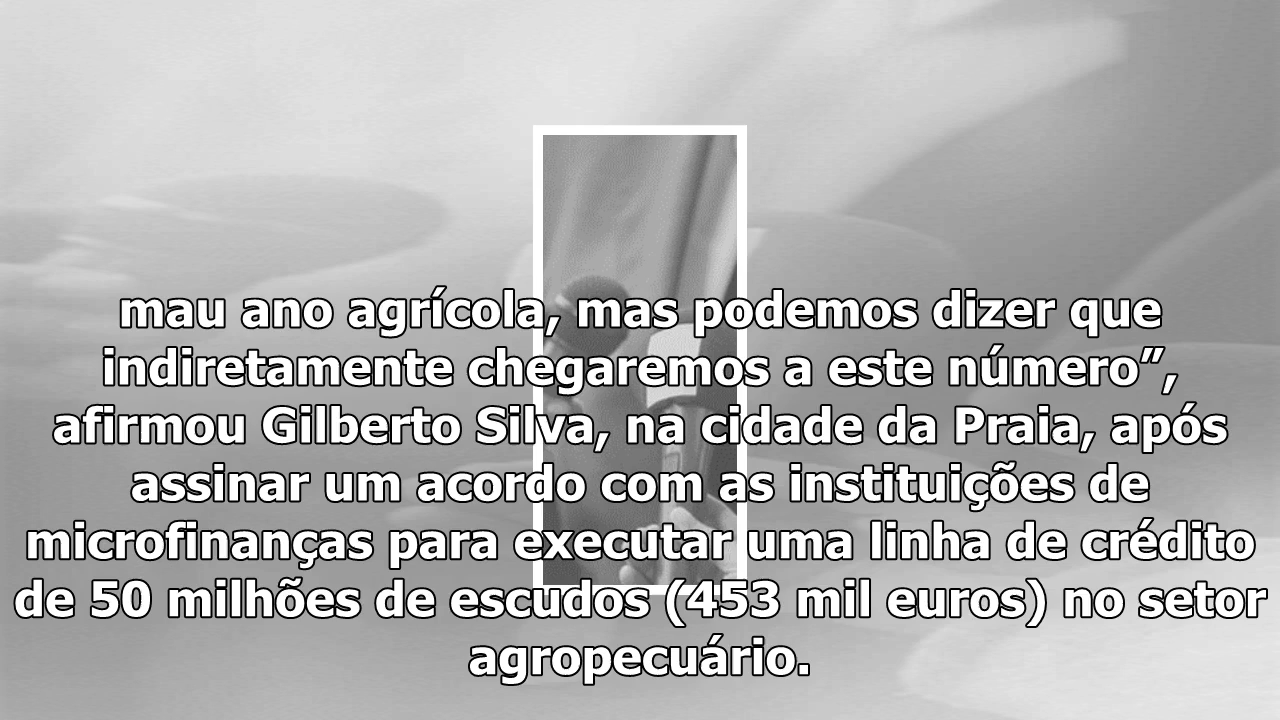 mau ano agrícola, mas podemos dizer que
indiretamente chegaremos a este número”,
afirmou Gilberto Silva, na cidade da Praia, após
assinar um acordo com as instituições de
microfinanças para executar uma linha de crédito
de 50 milhões de escudos (453 mil euros) no setor
agropecuário.